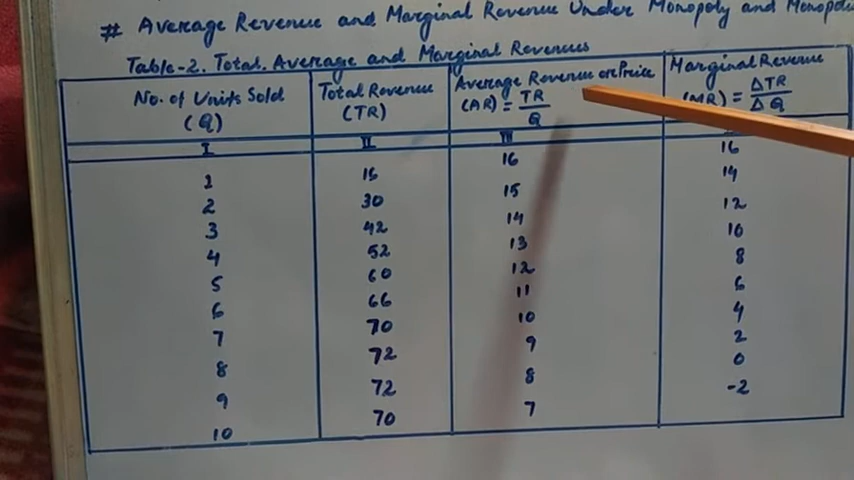 # Average Revenue and Marginal Revenue Under Monopoly and
Table-2. Total. Average and Marginal Revenues
No. of Units Sold (Q) Total Revenue (TR) Average Revenue or Price (AR) = TR/Q Marginal Revenue (MR) = ΔTR/ΔQ
I II III
1 16 16 16
2 30 15 14
3 42 14 12
4 52 13 10
5 60 12 8
6 66 11 6
7 70 10 4
8 72 9 2
9 72 8 0
10 70 7 -2